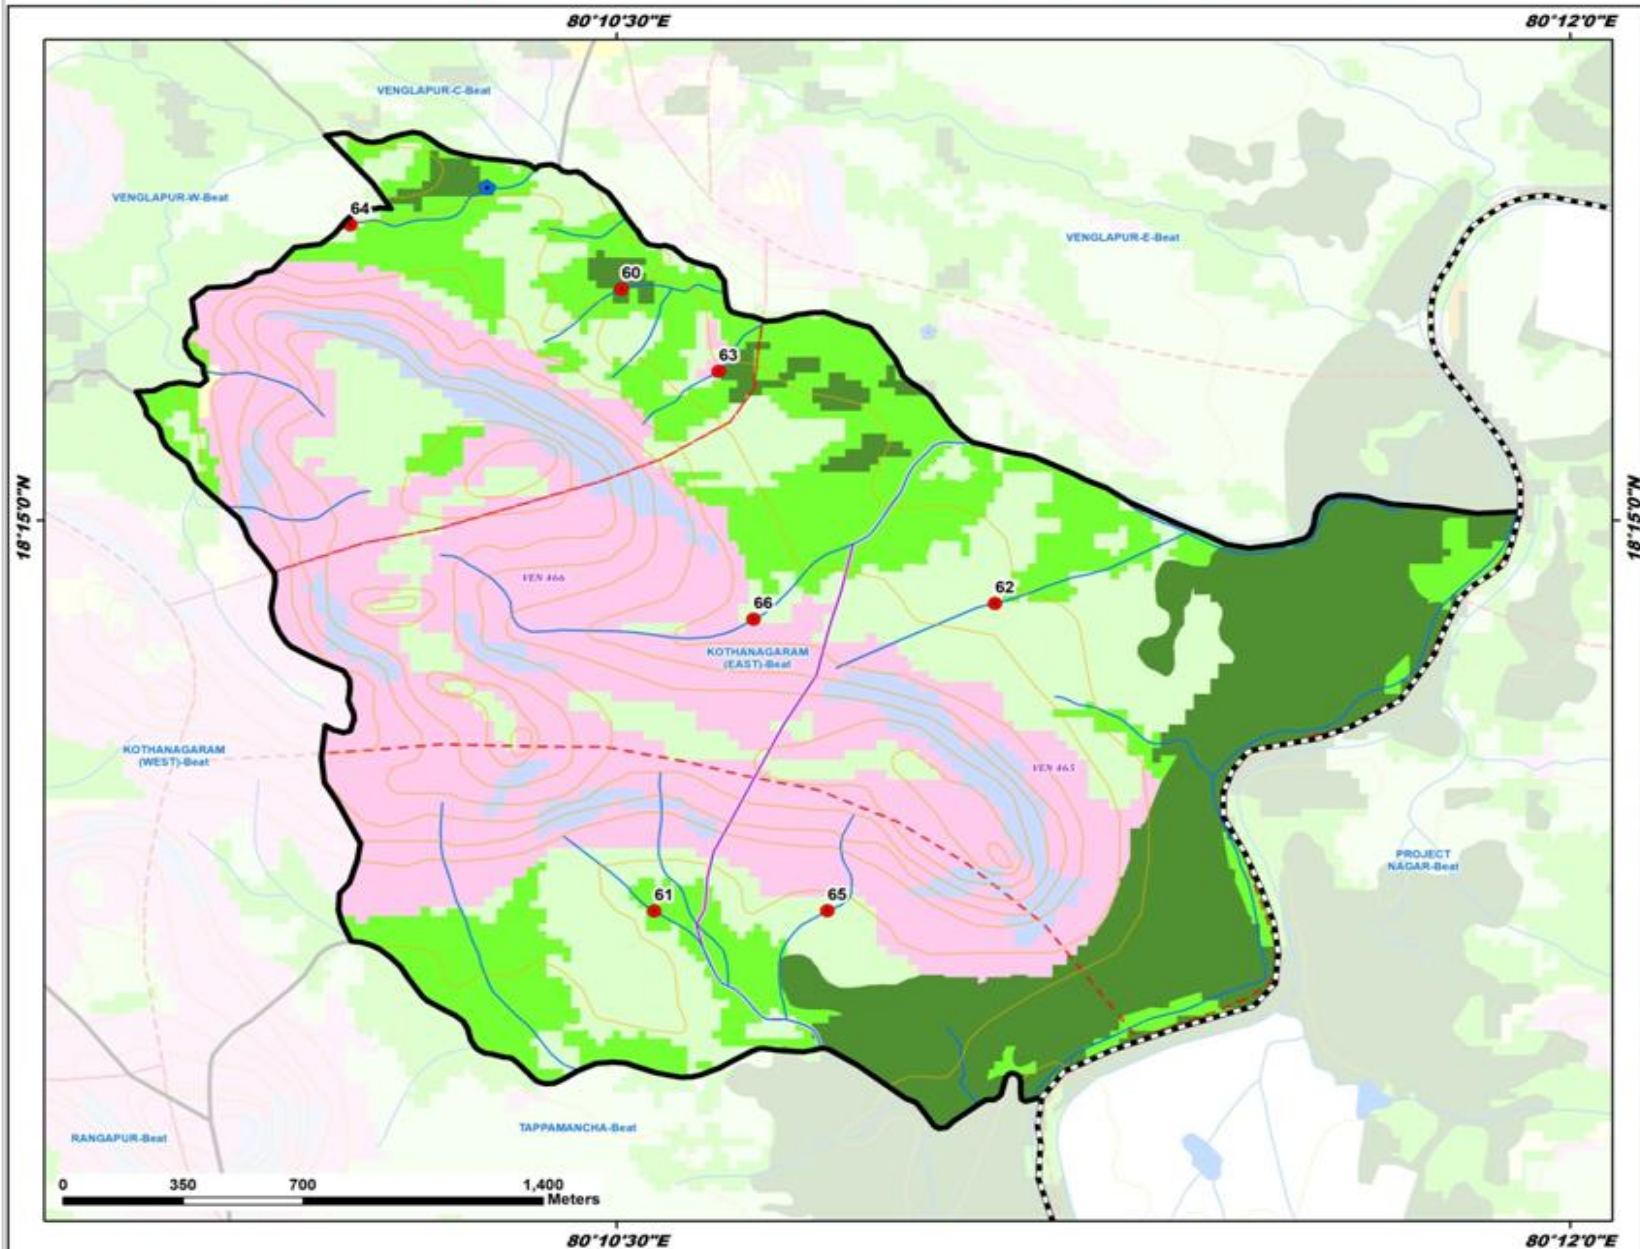 80°10'30"E
80°12'0"E
VENGLAPUR-C-Beat
VENGLAPUR-W-Beat
64
VENGLAPUR-E-Beat
60
63
18°15'0"N
18°15'0"N
VEN 466
62
66
KOTHANAGARAM
(EAST)-Beat
KOTHANAGARAM
(WEST)-Beat
VEN 465
PROJECT
NAGAR-Beat
61
65
RANGAPUR-Beat
TAPPAMANCHA-Beat
0 350 700 1,400
Meters
80°10'30"E
80°12'0"E